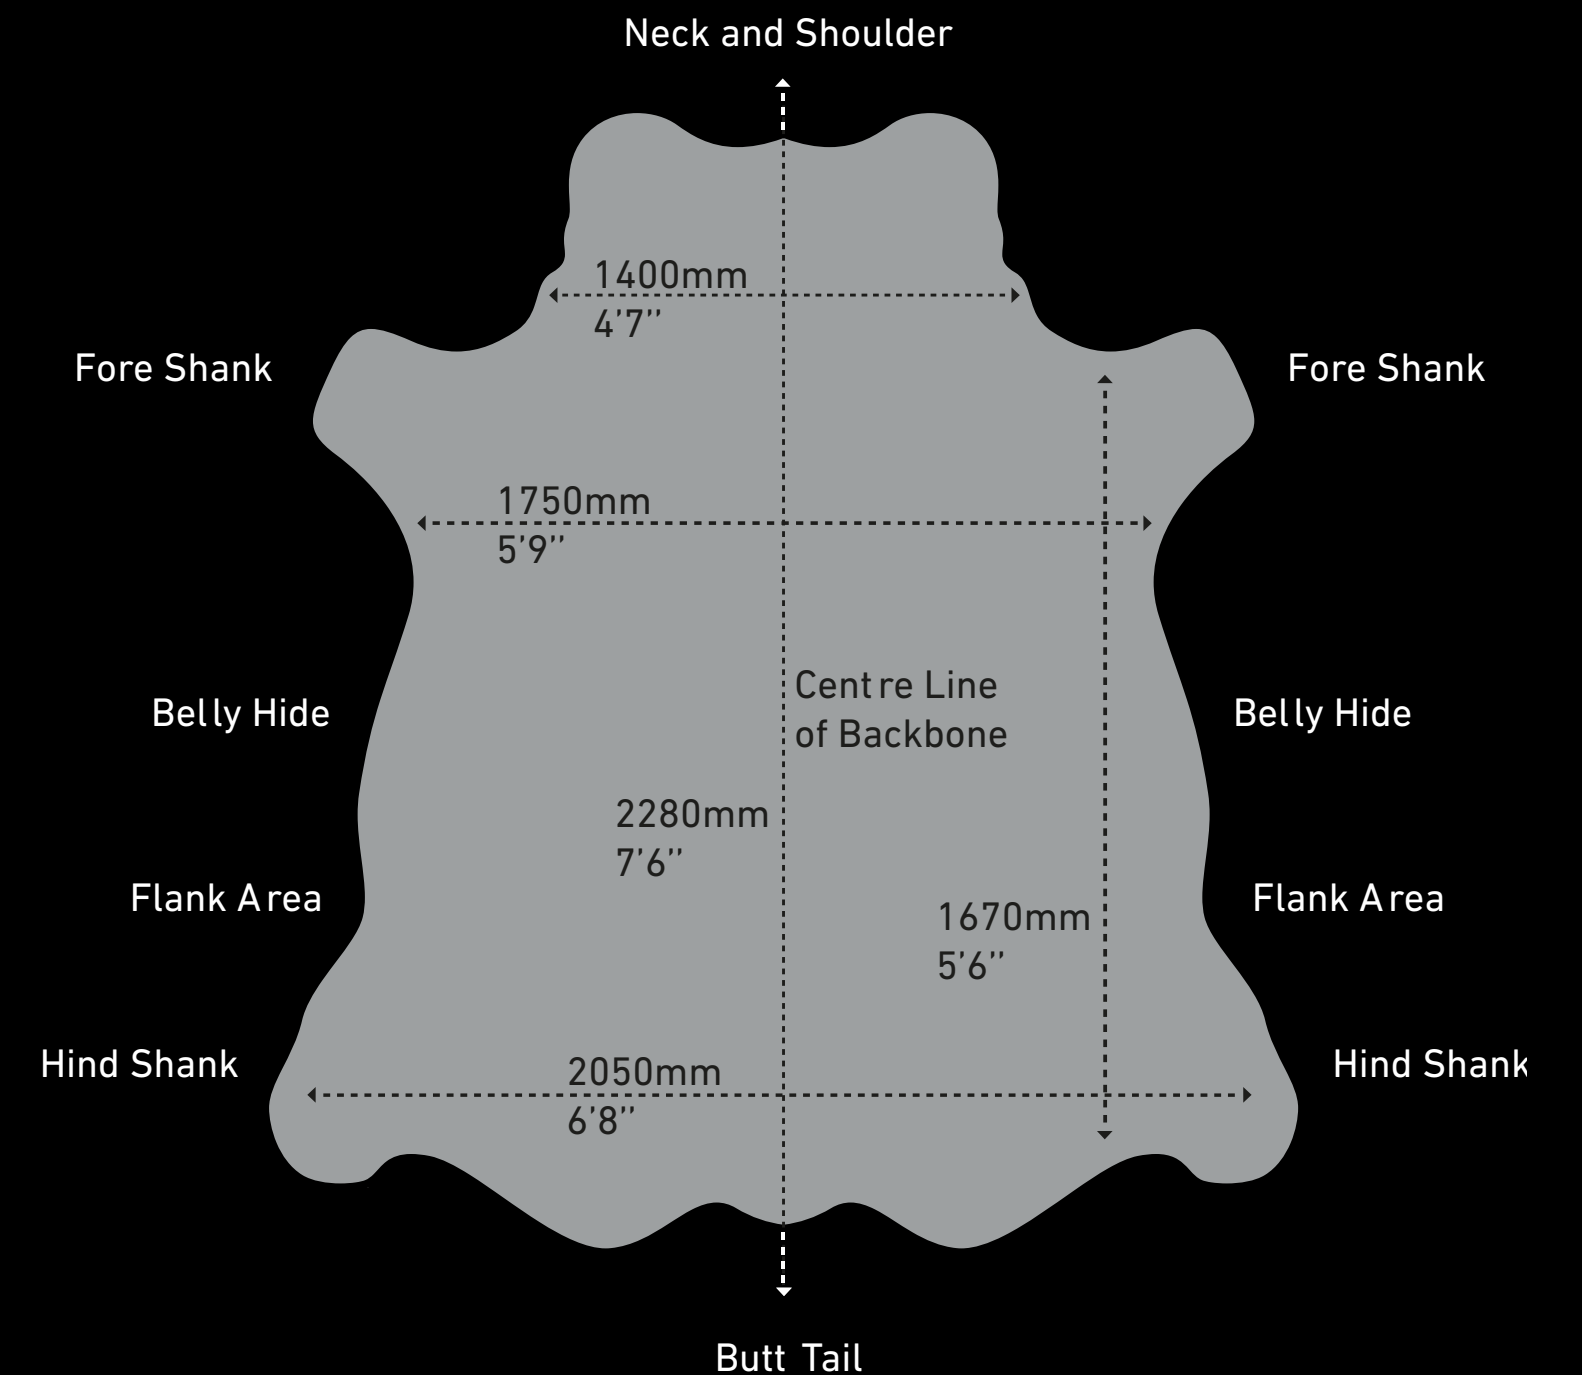 Neck and Shoulder
1400mm
4’7’’
Fore Shank
Fore Shank
1750mm
5’9’’
Centre Line
of Backbone
Belly Hide
Belly Hide
2280mm
7’6’’
Flank Area
Flank Area
1670mm
5’6’’
Hind Shank
Hind Shank
2050mm
6’8’’
Butt Tail